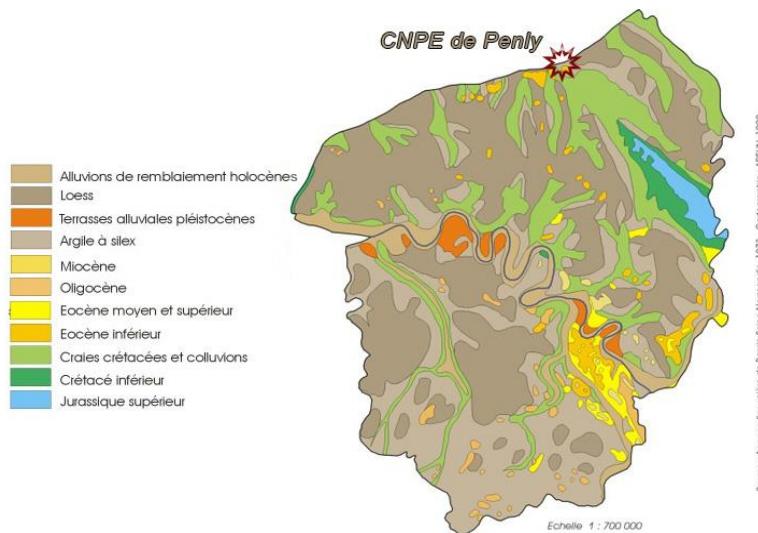 CNPE de Penly
Alluvions de remblaiement holocènes
Loess
Terrasses alluviales pléistocènes
Argile à silex
Miocène
Oligocène
Eocène moyen et supérieur
Eocène inférieur
Craies crétacées et colluvions
Crétacé inférieur
Jurassique supérieur
Echelle 1 : 700 000